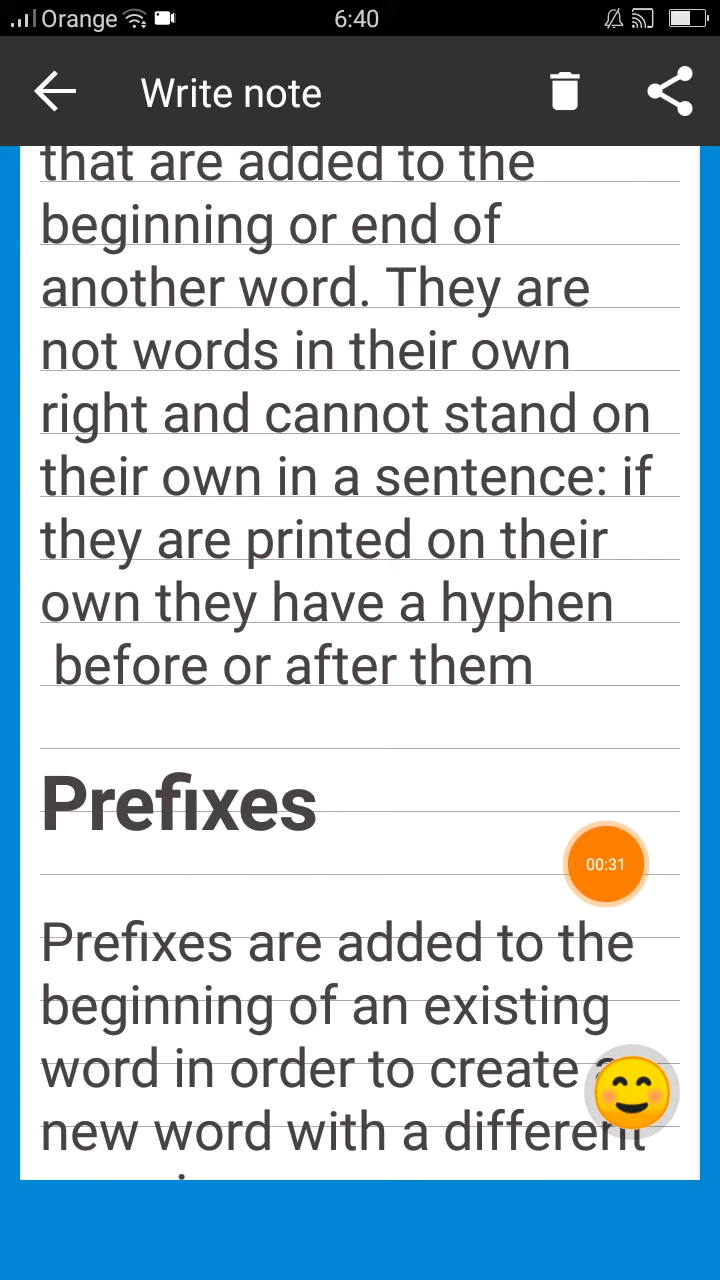 Orange
6:40
Write note
that are added to the
beginning or end of
another word. They are
not words in their own
right and cannot stand on
their own in a sentence: if
they are printed on their
own they have a hyphen
before or after them
Prefixes
00:31
Prefixes are added to the
beginning of an existing
word in order to create
new word with a different